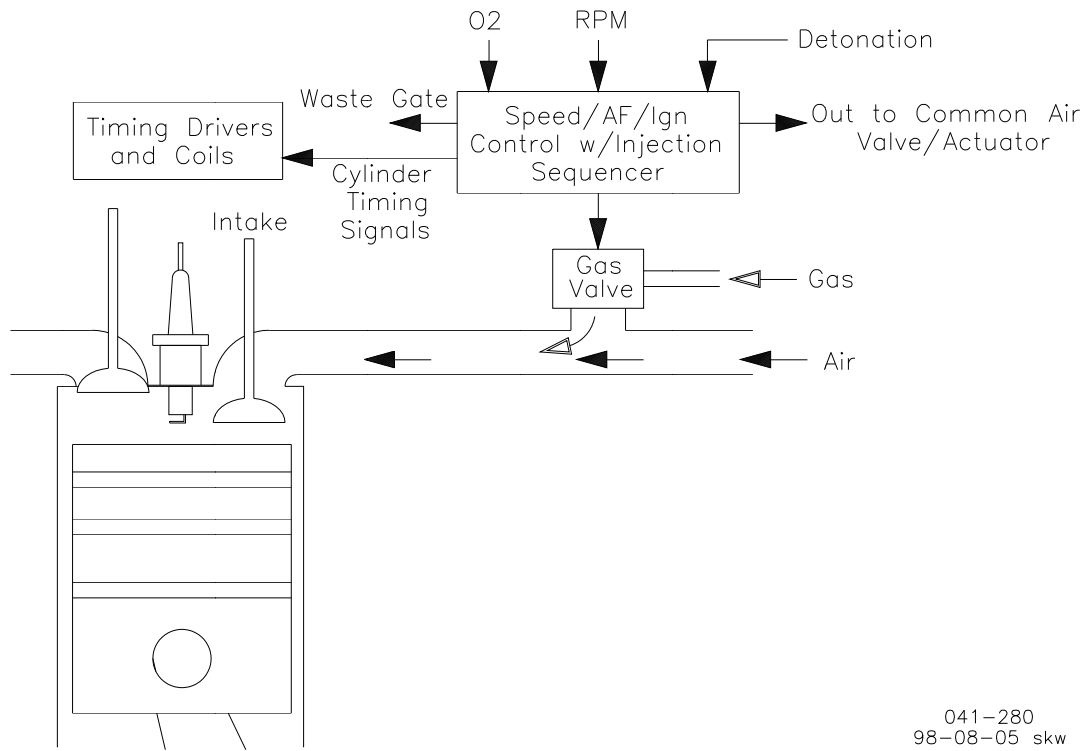 O2
RPM
Detonation
Waste Gate
Speed/AF/Ign
Control w/Injection
Sequencer
Out to Common Air
Valve/Actuator
Timing Drivers
and Coils
Cylinder
Timing
Signals
Intake
Gas
Valve
Gas
Air
041-280
98-08-05 skw